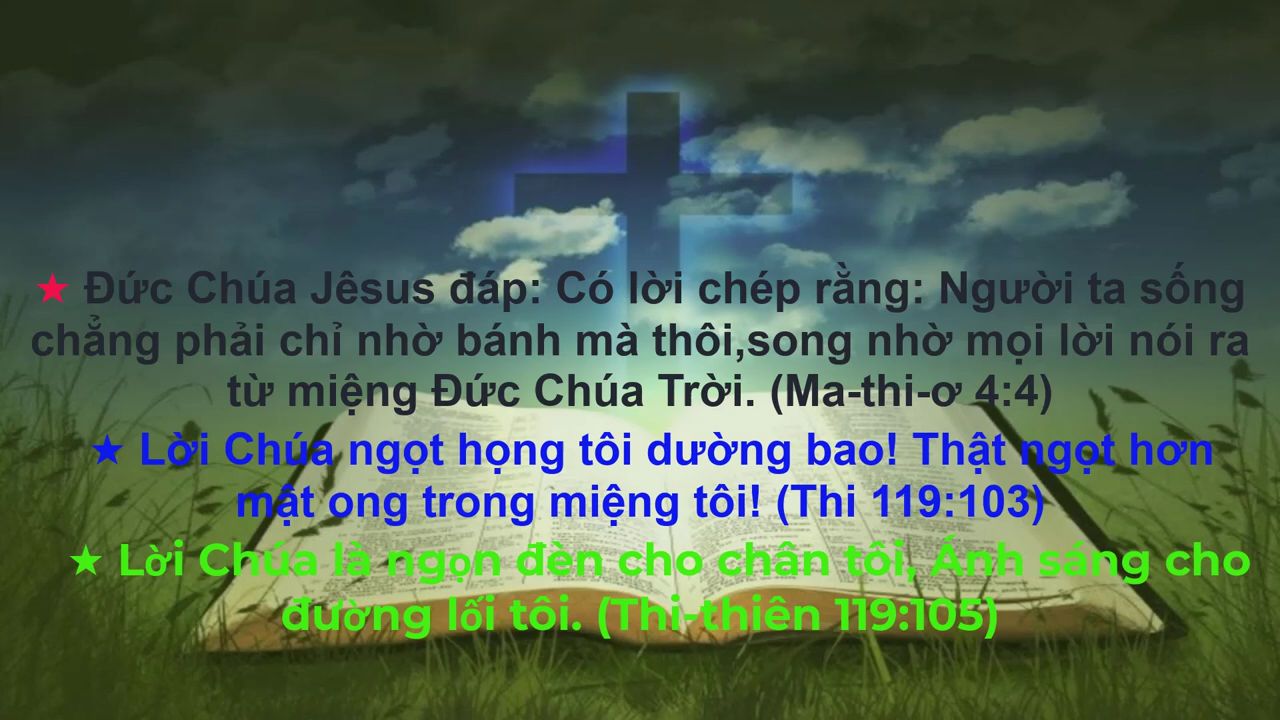 ★ Đức Chúa Jêsus đáp: Có lời chép rằng: Người ta sống
chẳng phải chỉ nhờ bánh mà thôi,song nhờ mọi lời nói ra
từ miệng Đức Chúa Trời. (Ma-thi-ơ 4:4)
★ Lời Chúa ngọt họng tôi dường bao! Thật ngọt hơn
mật ong trong miệng tôi! (Thi 119:103)
★ Lời Chúa là ngọn đèn cho chân tôi, Ánh sáng cho
đường lối tôi. (Thi-thiên 119:105)